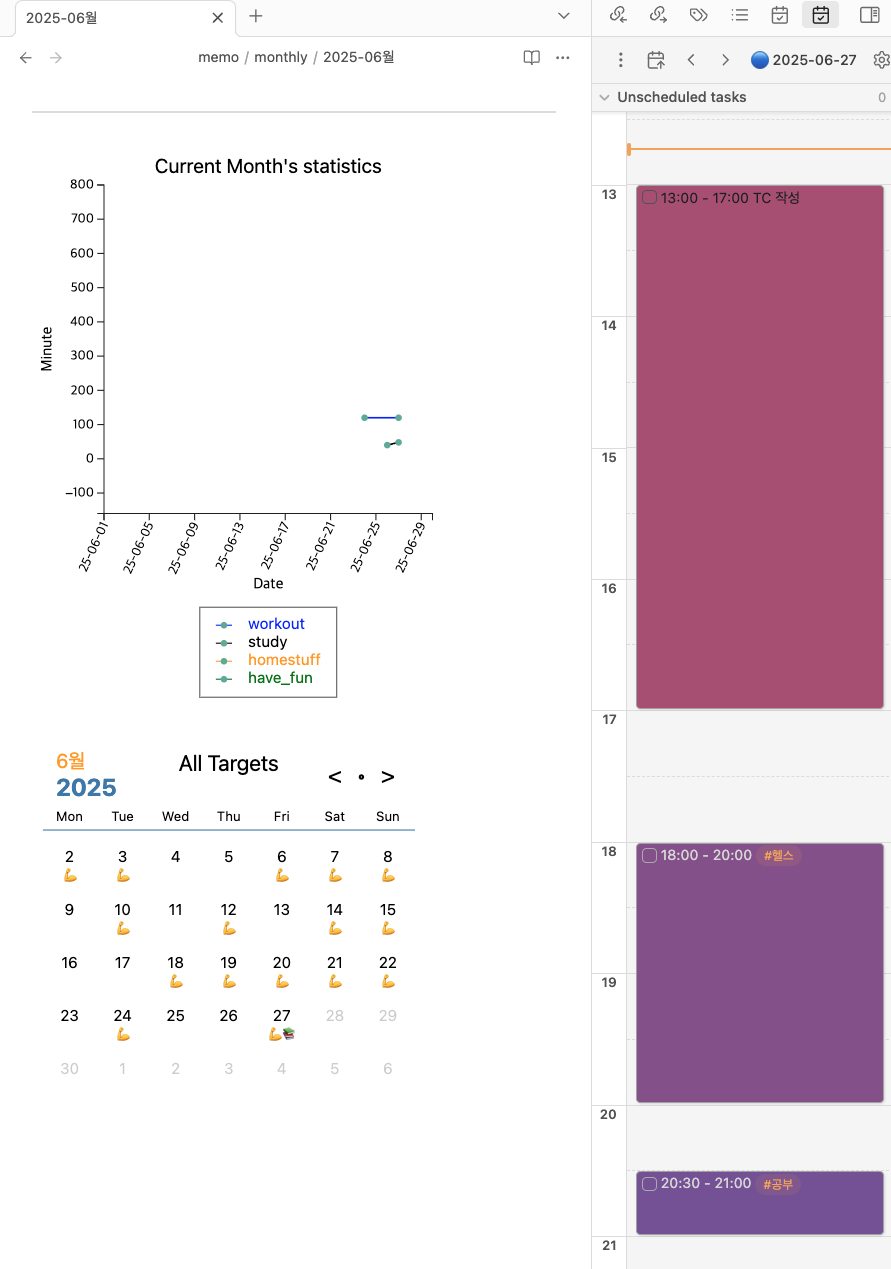 2025-06월
memo / monthly / 2025-06월
2025-06-27
Unscheduled tasks 0
Current Month's statistics
800
700
600
500
400
300
200
100
0
−100
Minute
25-06-01 25-06-05 25-06-09 25-06-13 25-06-17 25-06-21 25-06-25 25-06-29
Date
workout
study
homestuff
have_fun
6월
2025
All Targets
< ∘ >
Mon Tue Wed Thu Fri Sat Sun
2 3 4 5 6 7 8
9 10 11 12 13 14 15
16 17 18 19 20 21 22
23 24 25 26 27 28 29
30 1 2 3 4 5 6
13
13:00 - 17:00 TC 작성
14
15
16
17
18
18:00 - 20:00 #헬스
19
20
20:30 - 21:00 #공부
21